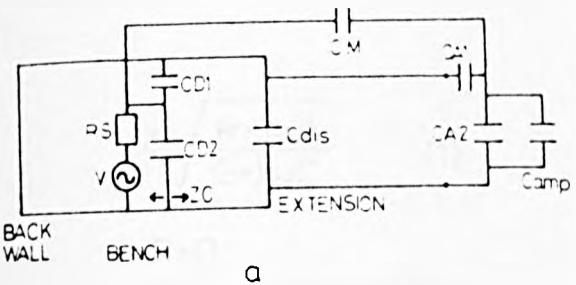 CM
CA1
CD1
RS
CD2
Cdis
CA2
V
ZC
Camp
EXTENSION
BACK
WALL
BENCH
a